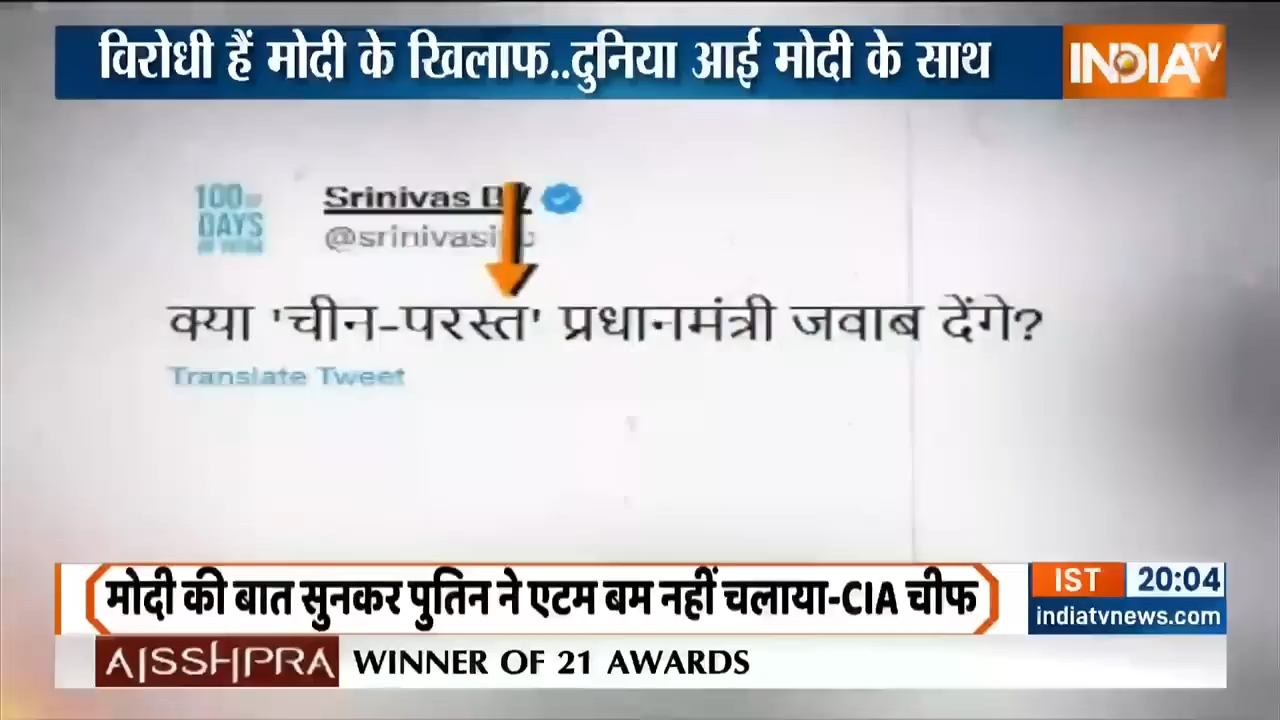 विरोधी हैं मोदी के खिलाफ..दुनिया आई मोदी के साथ
INDIA TV
100
DAYS
Srinivas
@srinivasi
क्या 'चीन-परस्त' प्रधानमंत्री जवाब देंगे?
Translate Tweet
मोदी की बात सुनकर पुतिन ने एटम बम नहीं चलाया-CIA चीफ
IST 20:04
indiatvnews.com
AISSHPRA WINNER OF 21 AWARDS